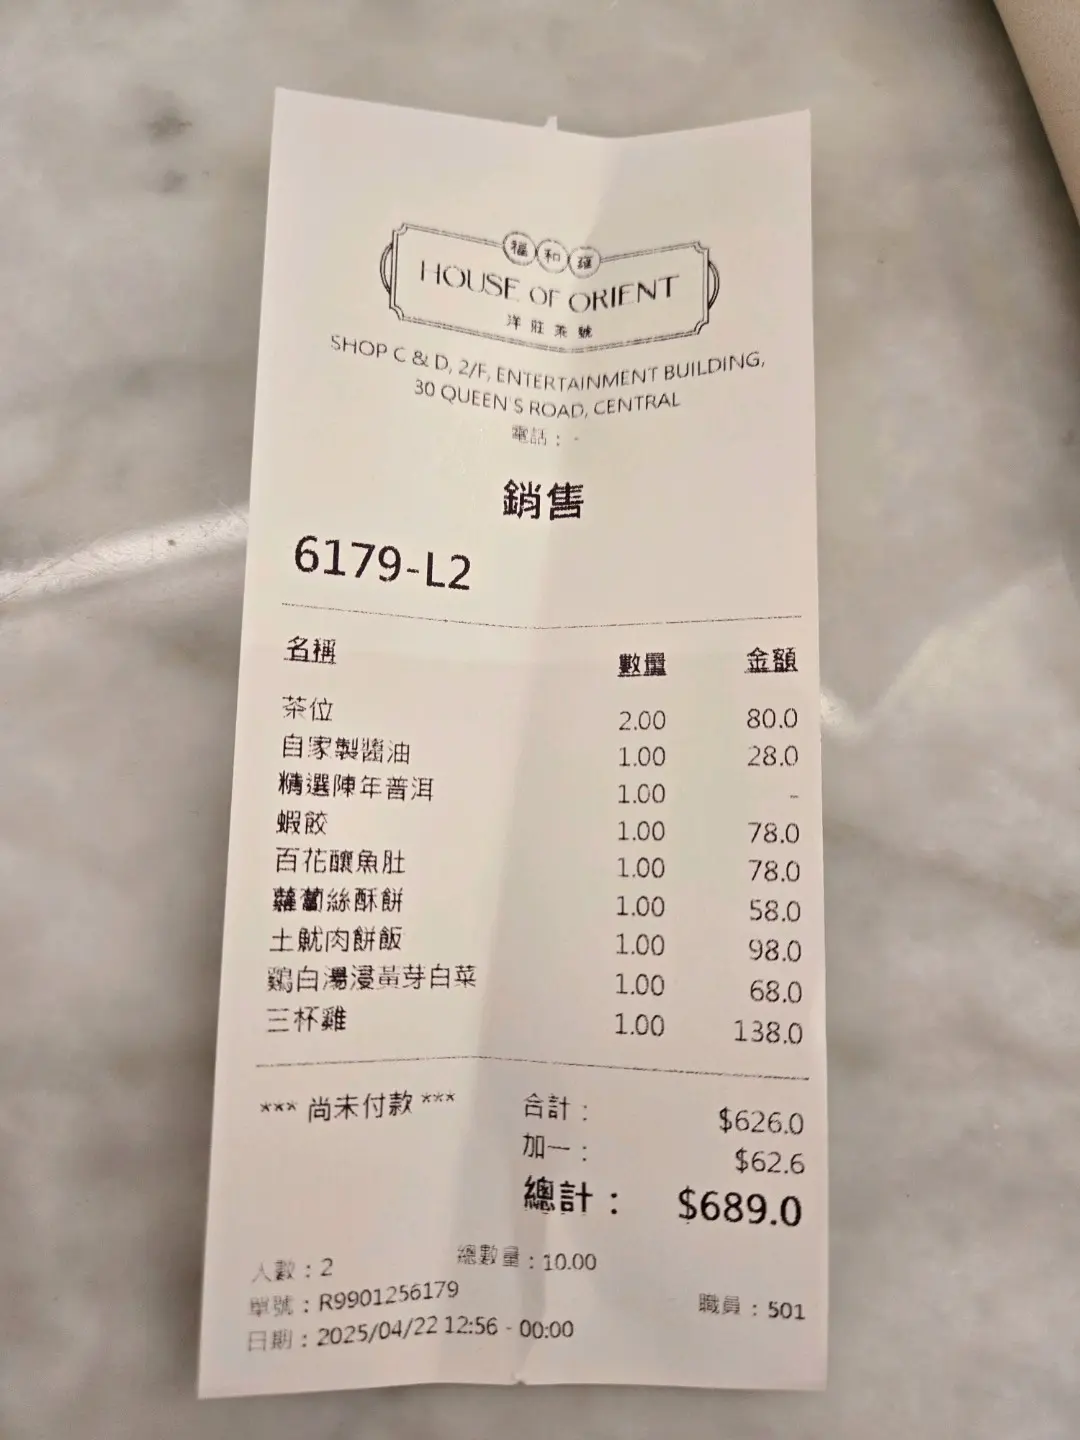 福和羅
HOUSE OF ORIENT
洋莊茶號
SHOP C & D, 2/F, ENTERTAINMENT BUILDING,
30 QUEEN'S ROAD, CENTRAL
電話： -
銷售
6179-L2
名稱 數量 金額
茶位 2.00 80.0
自家製醬油 1.00 28.0
精選陳年普洱 1.00 -
蝦餃 1.00 78.0
百花釀魚肚 1.00 78.0
蘿蔔絲酥餅 1.00 58.0
土魷肉餅飯 1.00 98.0
鷄白湯浸黃芽白菜 1.00 68.0
三杯雞 1.00 138.0
*** 尚未付款 *** 合計： $626.0
加一： $62.6
總計： $689.0
人數：2 總數量：10.00
單號：R9901256179 職員：501
日期：2025/04/22 12:56 - 00:00